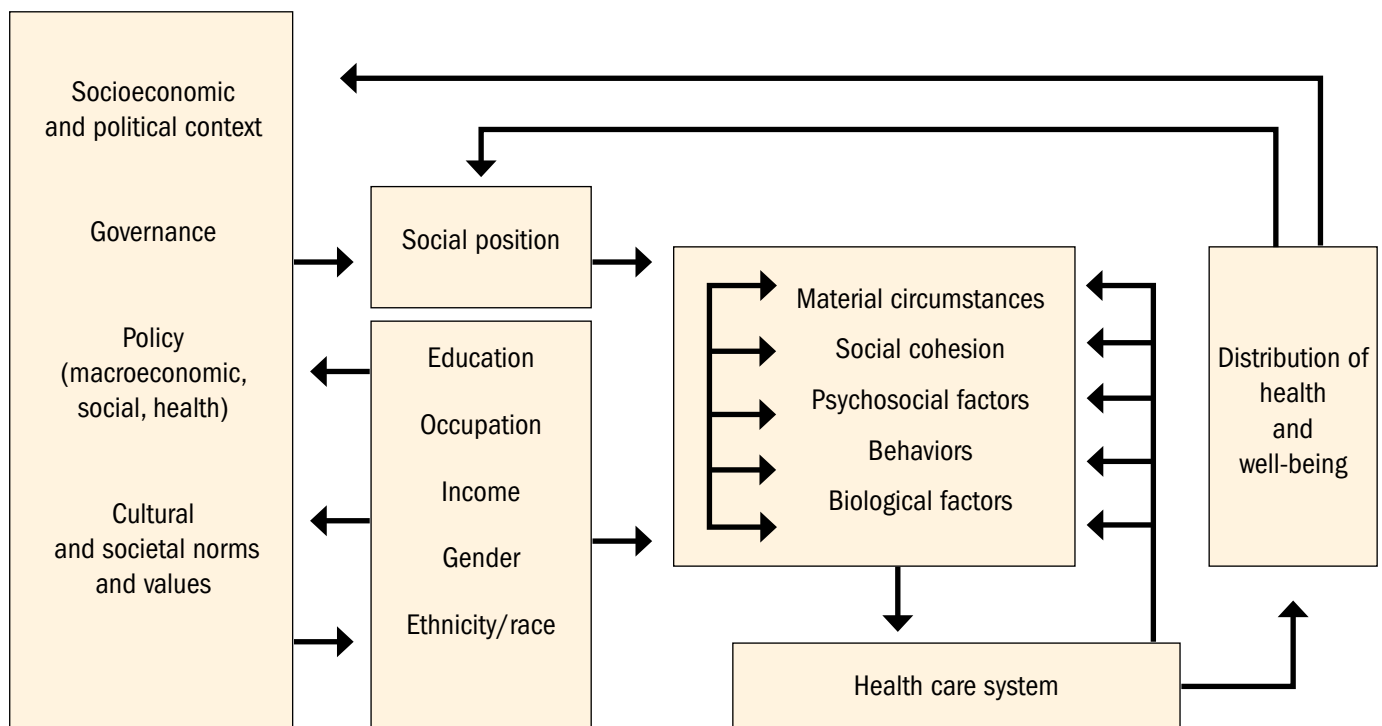 Socioeconomic
and political context
Governance
Policy
(macroeconomic,
social, health)
Cultural
and societal norms
and values
Social position
Education
Occupation
Income
Gender
Ethnicity/race
Material circumstances
Social cohesion
Psychosocial factors
Behaviors
Biological factors
Health care system
Distribution of
health
and
well-being